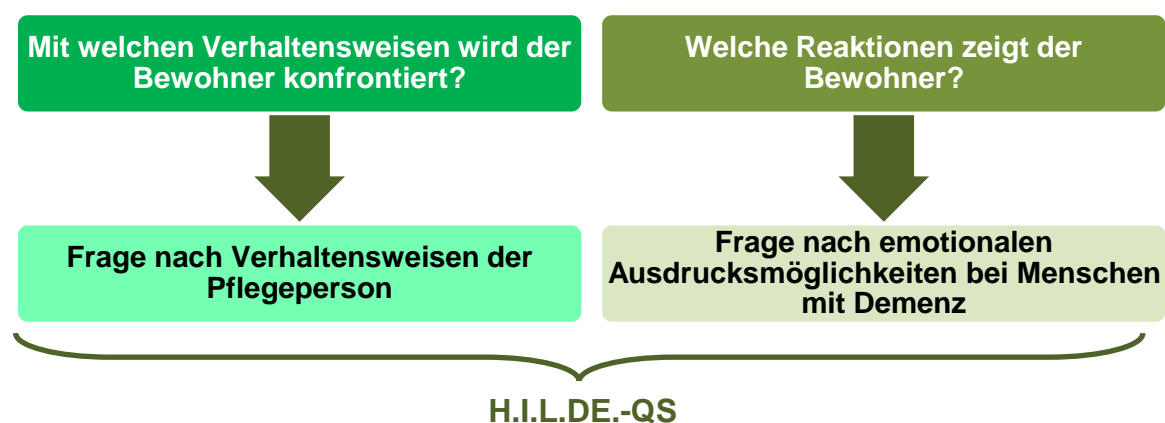 Mit welchen Verhaltensweisen wird der
Bewohner konfrontiert?
Welche Reaktionen zeigt der
Bewohner?
Frage nach Verhaltensweisen der
Pflegeperson
Frage nach emotionalen
Ausdrucksmöglichkeiten bei Menschen
mit Demenz
H.I.L.DE.-QS